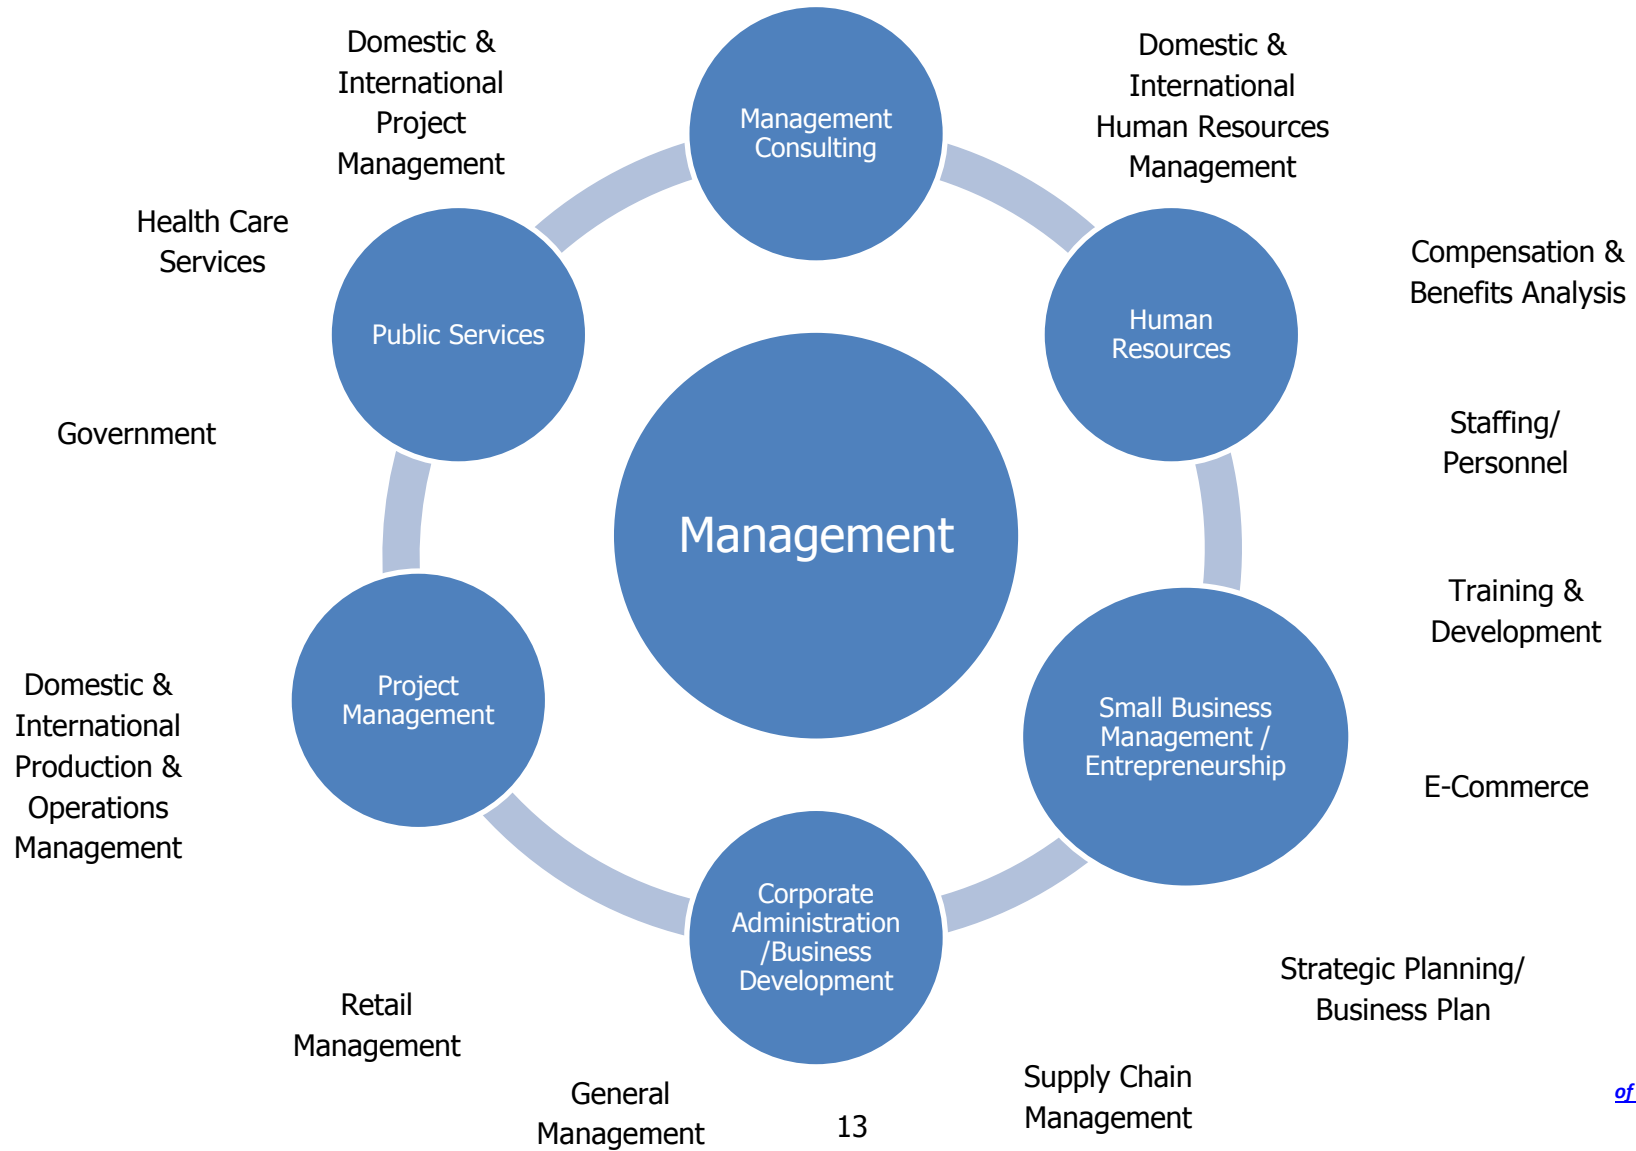 Domestic &
International
Project
Management
Management
Consulting
Domestic &
International
Human Resources
Management
Health Care
Services
Public Services
Human
Resources
Compensation &
Benefits Analysis
Government
Staffing/
Personnel
Management
Training &
Development
Project
Management
Small Business
Management /
Entrepreneurship
Domestic &
International
Production &
Operations
Management
E-Commerce
Corporate
Administration
/Business
Development
Strategic Planning/
Business Plan
Retail
Management
General
Management
13
Supply Chain
Management
of